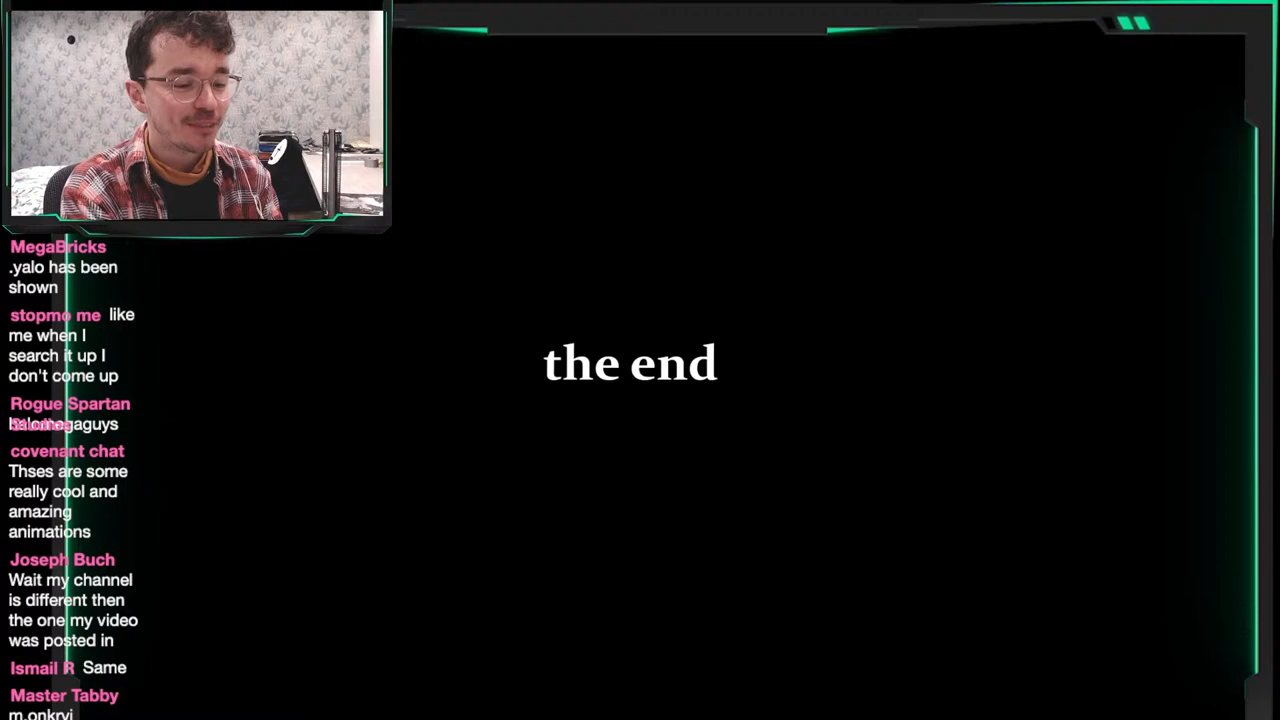 MegaBricks
.yalo has been
shown
stopmo me like
me when I
search it up I
don't come up
Rogue Spartan
Studios
halomegaguys
covenant chat
Thses are some
really cool and
amazing
animations
Joseph Buch
Wait my channel
is different then
the one my video
was posted in
Ismail R Same
Master Tabby
the end